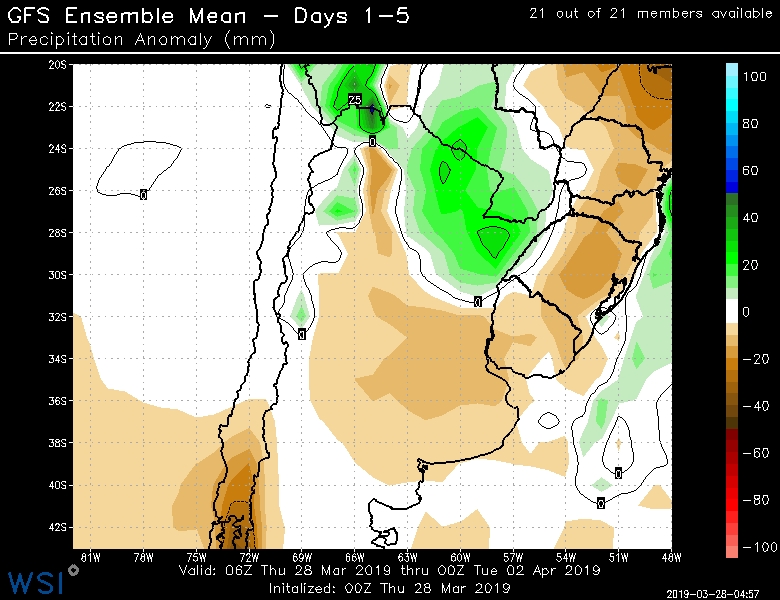 GFS Ensemble Mean – Days 1–5
21 out of 21 members available
Precipitation Anomaly (mm)
20S
22S
24S
26S
28S
30S
32S
34S
36S
38S
40S
42S
25
0
0
0
0
0
0
100
80
60
40
20
0
−20
−40
−60
−80
−100
81W 78W 75W 72W 69W 66W 63W 60W 57W 54W 51W 48W
Valid: 06Z Thu 28 Mar 2019 thru 00Z Tue 02 Apr 2019
Initalized: 00Z Thu 28 Mar 2019
WSI
2019-03-28-04:57